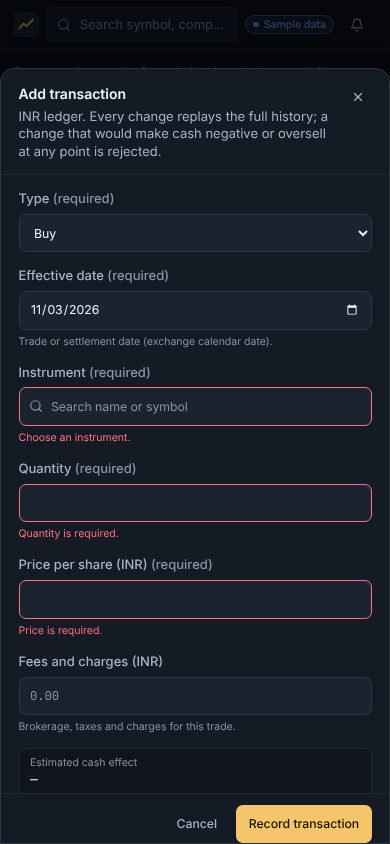 Search symbol, comp...
Sample data
Add transaction
INR ledger. Every change replays the full history; a
change that would make cash negative or oversell
at any point is rejected.
Type (required)
Buy
Effective date (required)
11/03/2026
Trade or settlement date (exchange calendar date).
Instrument (required)
Search name or symbol
Choose an instrument.
Quantity (required)
Quantity is required.
Price per share (INR) (required)
Price is required.
Fees and charges (INR)
0.00
Brokerage, taxes and charges for this trade.
Estimated cash effect
—
Cancel
Record transaction